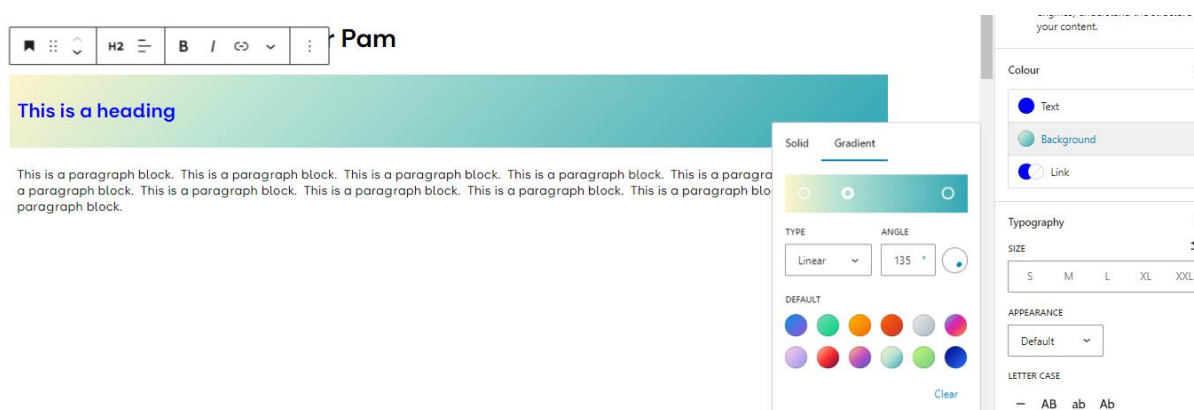 your content.
H2 B I
r Pam
This is a heading
This is a paragraph block. This is a paragraph block. This is a paragraph block. This is a paragraph block. This is a paragra
a paragraph block. This is a paragraph block. This is a paragraph block. This is a paragraph block. This is a paragraph blo
paragraph block.
Solid Gradient
TYPE ANGLE
Linear 135 °
DEFAULT
Clear
Colour
Text
Background
Link
Typography
SIZE
S M L XL XXL
APPEARANCE
Default
LETTER CASE
– AB ab Ab